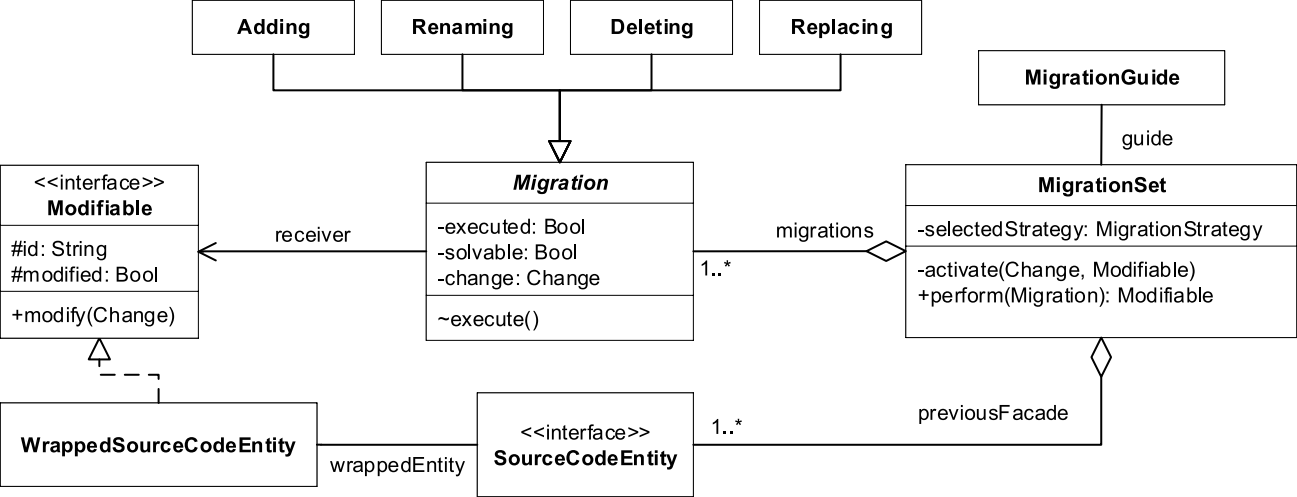 Adding
Renaming
Deleting
Replacing
MigrationGuide
guide
<<interface>>
Modifiable
#id: String
#modified: Bool
+modify(Change)
receiver
Migration
-executed: Bool
-solvable: Bool
-change: Change
~execute()
migrations
1..*
MigrationSet
-selectedStrategy: MigrationStrategy
-activate(Change, Modifiable)
+perform(Migration): Modifiable
WrappedSourceCodeEntity
wrappedEntity
<<interface>>
SourceCodeEntity
1..*
previousFacade